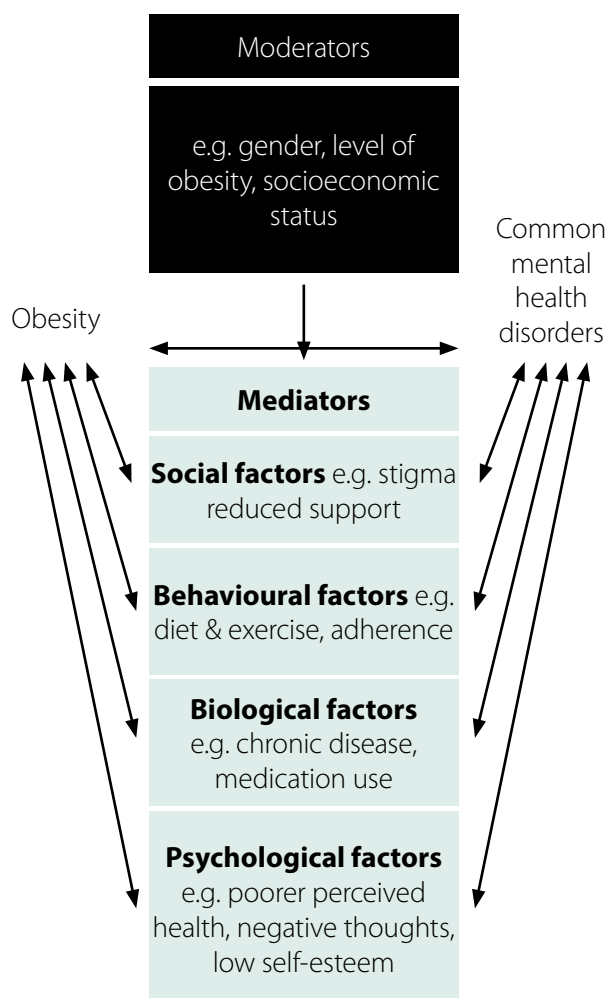 Moderators
e.g. gender, level of
obesity, socioeconomic
status
Common
mental
health
disorders
Obesity
Mediators
Social factors e.g. stigma
reduced support
Behavioural factors e.g.
diet & exercise, adherence
Biological factors
e.g. chronic disease,
medication use
Psychological factors
e.g. poorer perceived
health, negative thoughts,
low self-esteem